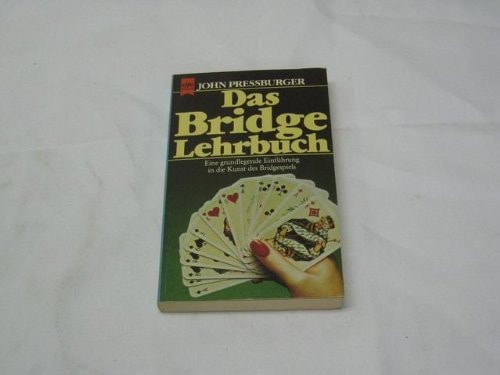 JOHN PRESSBURGER
Das
Bridge
Lehrbuch
Eine grundlegende Einführung
in die Kunst des Bridgespiels